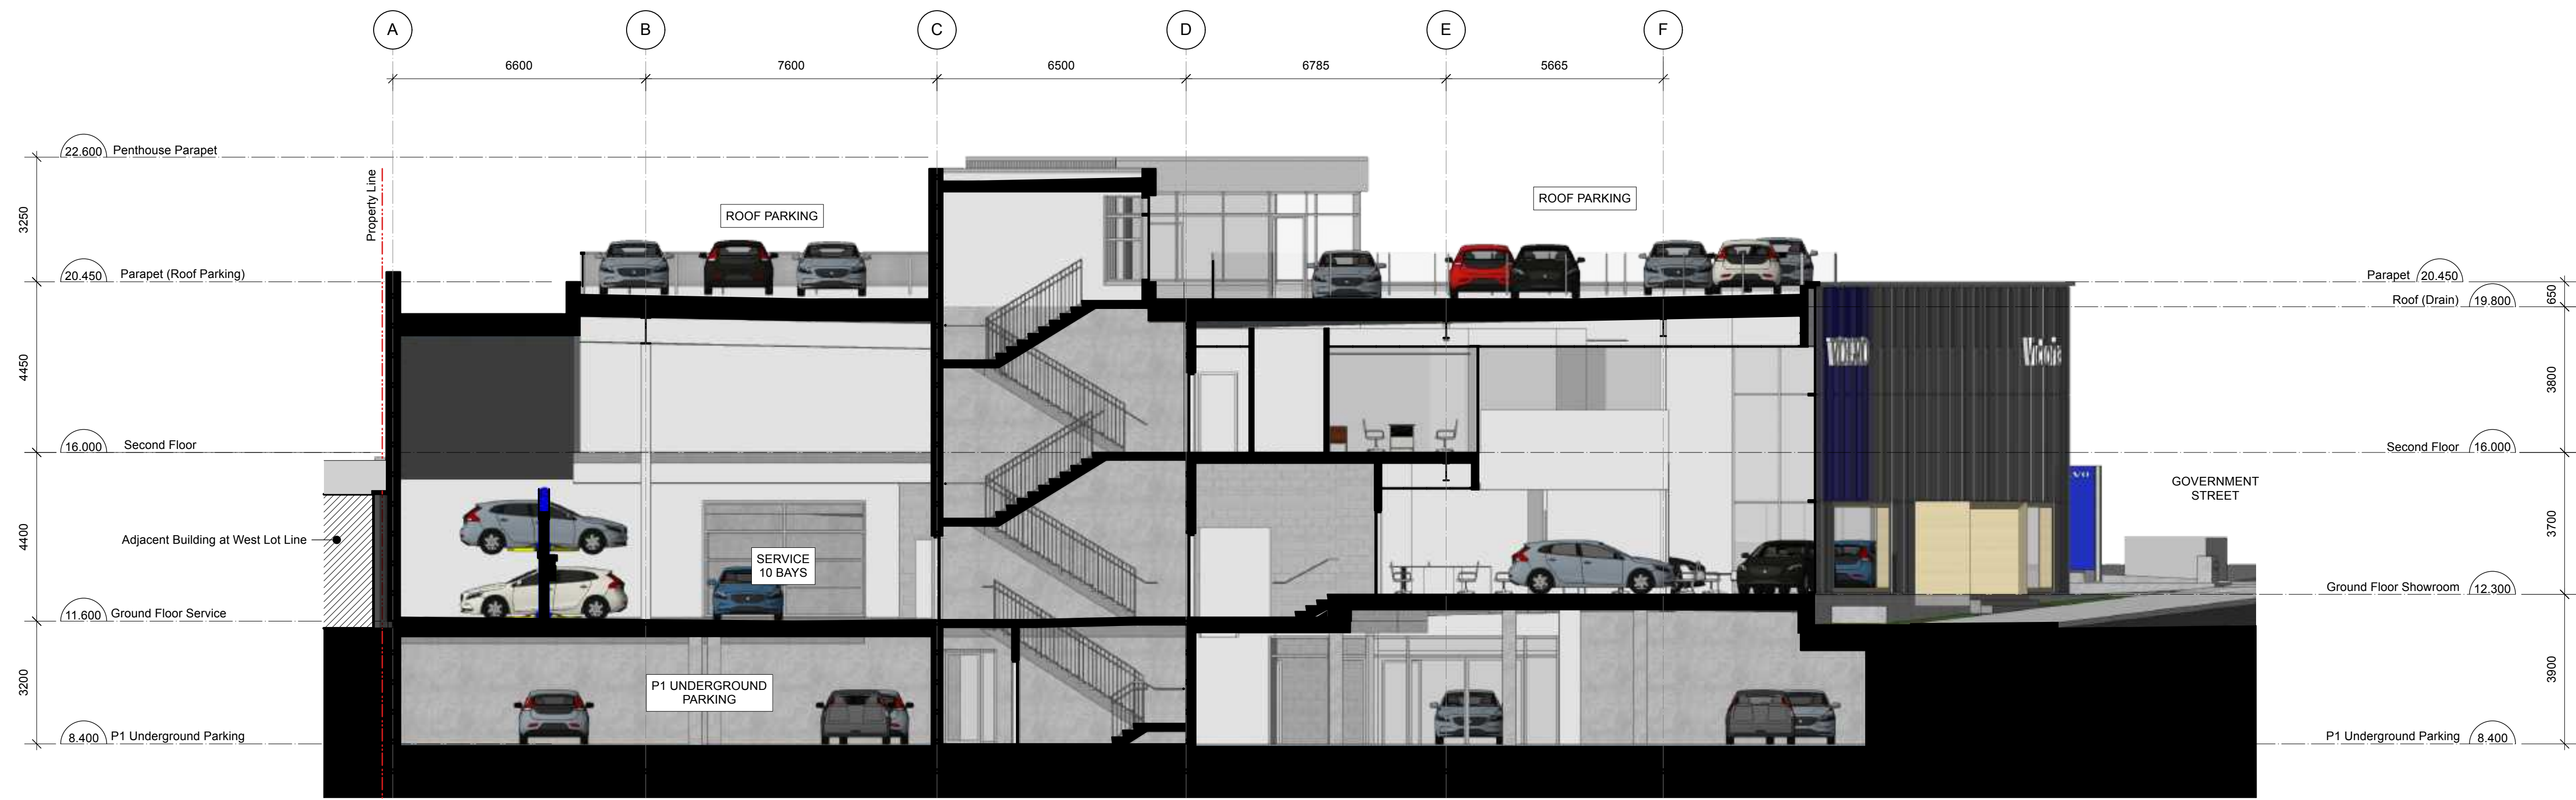 A
B
C
D
E
F
6600
7600
6500
6785
5665
22.600 Penthouse Parapet
Property Line
3250
ROOF PARKING
ROOF PARKING
20.450 Parapet (Roof Parking)
Parapet 20.450
650
Roof (Drain) 19.800
4450
3800
VOLVO
Victoria
16.000 Second Floor
Second Floor 16.000
GOVERNMENT
STREET
4400
3700
Adjacent Building at West Lot Line
SERVICE
10 BAYS
11.600 Ground Floor Service
Ground Floor Showroom 12.300
3200
3900
P1 UNDERGROUND
PARKING
8.400 P1 Underground Parking
P1 Underground Parking 8.400